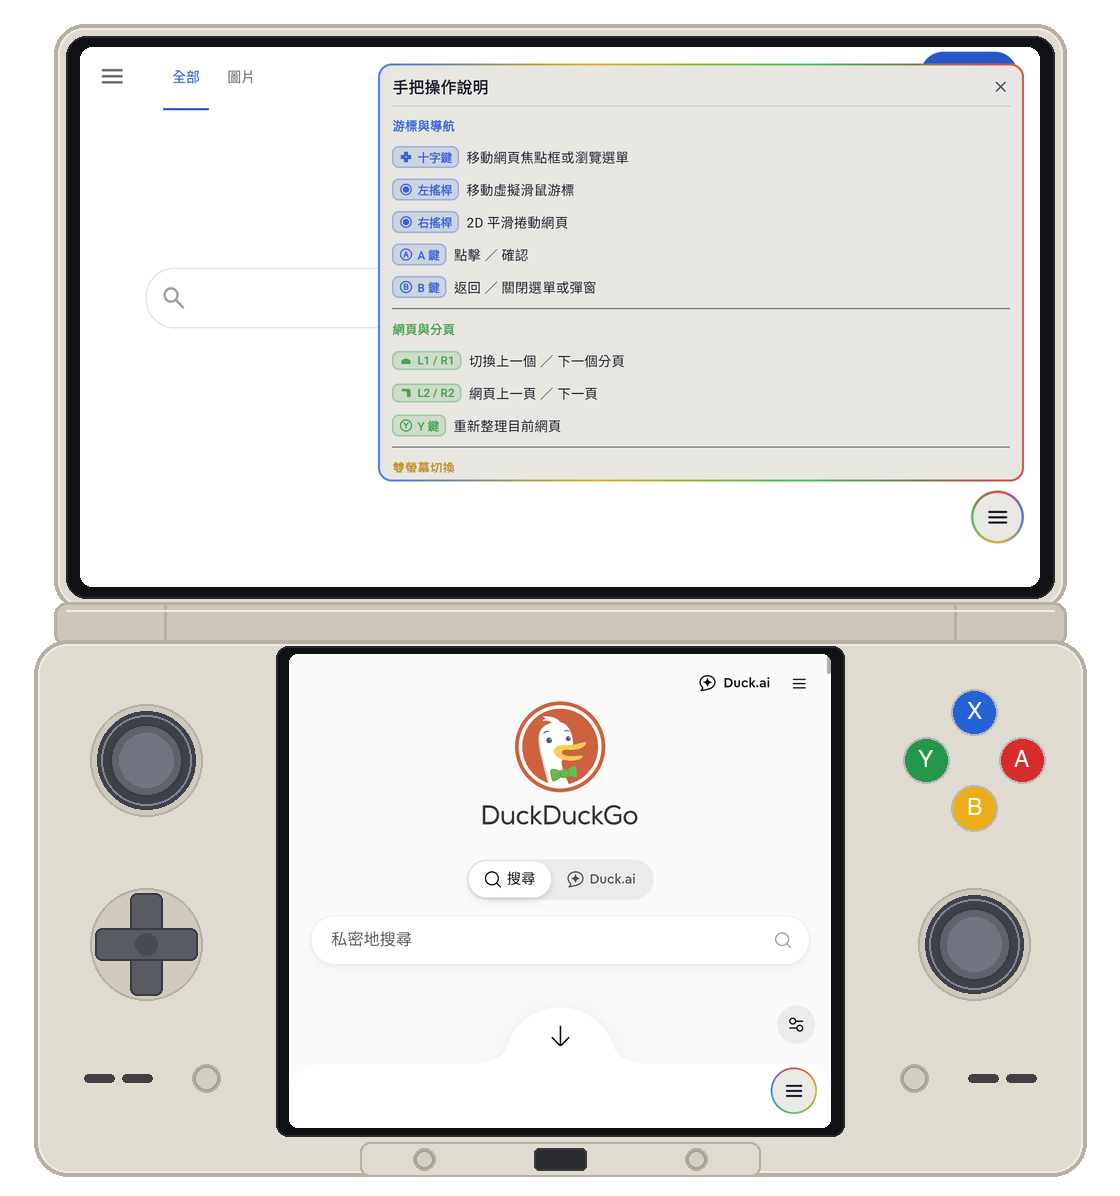 全部 圖片
手把操作說明
游標與導航
十字鍵 移動網頁焦點框或瀏覽選單
左搖桿 移動虛擬滑鼠游標
右搖桿 2D 平滑捲動網頁
A A 鍵 點擊 ／ 確認
B B 鍵 返回 ／ 關閉選單或彈窗
網頁與分頁
L1 / R1 切換上一個 ／ 下一個分頁
L2 / R2 網頁上一頁 ／ 下一頁
Y Y 鍵 重新整理目前網頁
雙螢幕切換
Duck.ai
DuckDuckGo
搜尋 Duck.ai
私密地搜尋
X
Y A
B